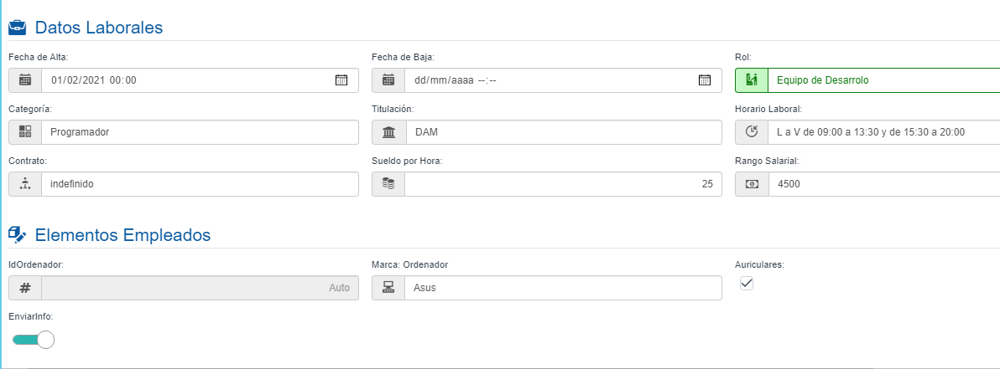 Datos Laborales
Fecha de Alta: Fecha de Baja: Rol:
01/02/2021 00:00 dd/mm/aaaa --:-- Equipo de Desarrolo
Categoría: Titulación: Horario Laboral:
Programador DAM L a V de 09:00 a 13:30 y de 15:30 a 20:00
Contrato: Sueldo por Hora: Rango Salarial:
indefinido 25 4500
Elementos Empleados
IdOrdenador: Marca: Ordenador Auriculares:
# Auto Asus
EnviarInfo: